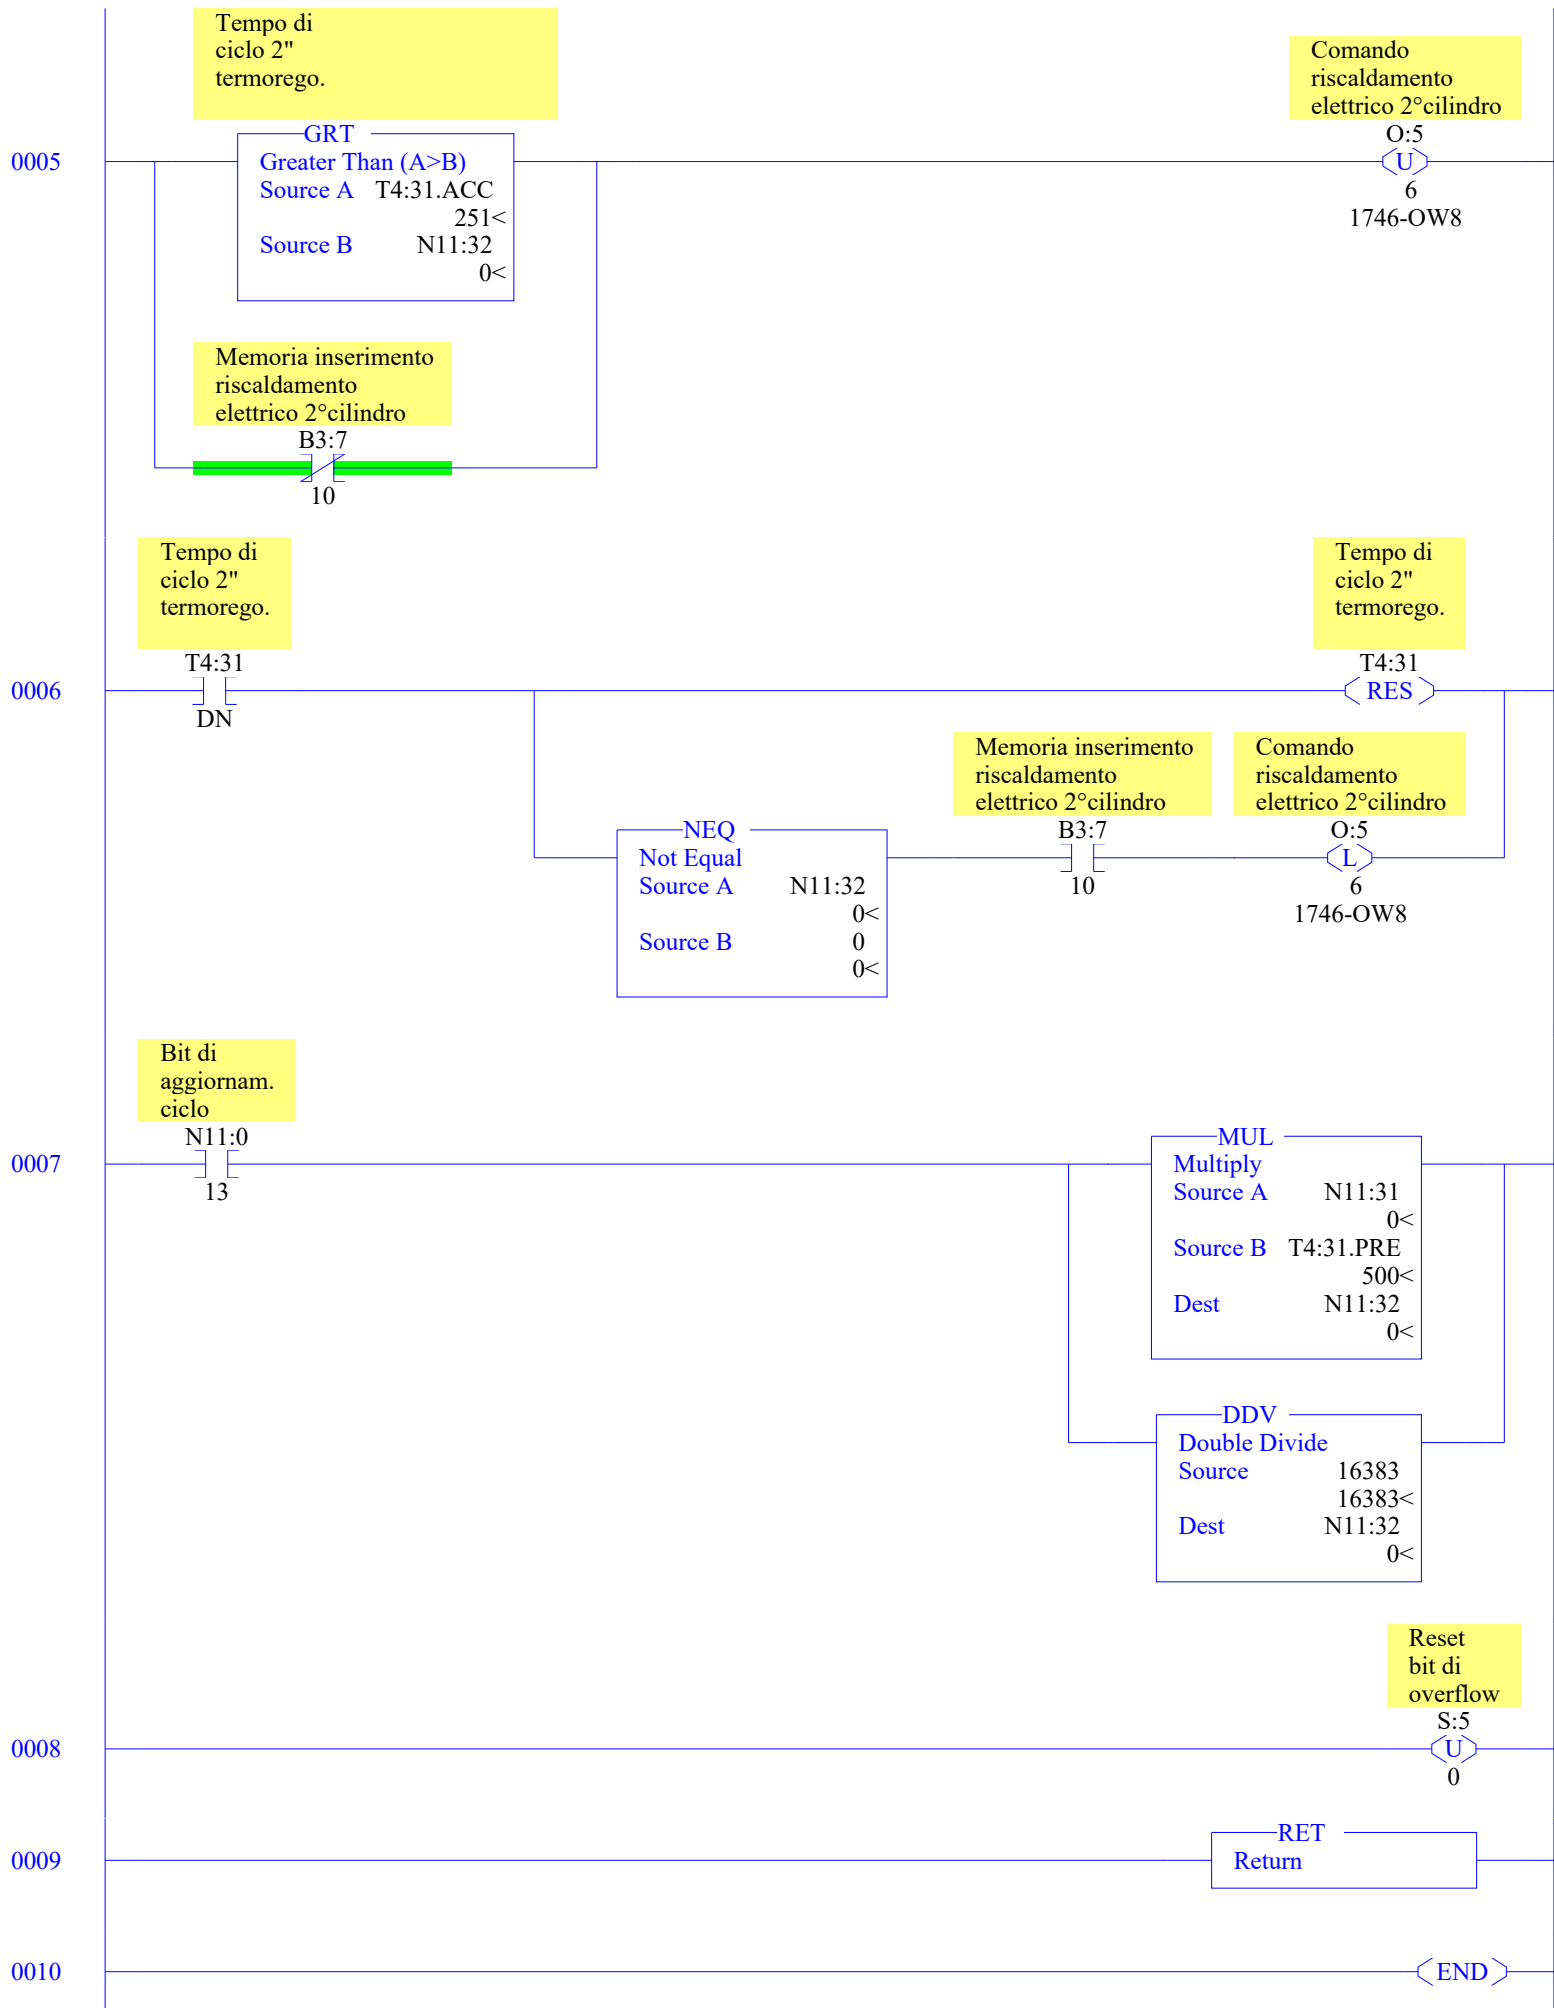 Tempo di
ciclo 2"
termorego.
Comando
riscaldamento
elettrico 2°cilindro
GRT
O:5
0005
Greater Than (A>B)
U
Source A T4:31.ACC
6
251<
1746-OW8
Source B N11:32
0<
Memoria inserimento
riscaldamento
elettrico 2°cilindro
B3:7
10
Tempo di
ciclo 2"
termorego.
Tempo di
ciclo 2"
termorego.
T4:31
T4:31
0006
RES
DN
Memoria inserimento
riscaldamento
elettrico 2°cilindro
Comando
riscaldamento
elettrico 2°cilindro
NEQ
B3:7
O:5
Not Equal
L
Source A N11:32
10
6
0<
1746-OW8
Source B 0
0<
Bit di
aggiornam.
ciclo
N11:0
MUL
0007
Multiply
13
Source A N11:31
0<
Source B T4:31.PRE
500<
Dest N11:32
0<
DDV
Double Divide
Source 16383
16383<
Dest N11:32
0<
Reset
bit di
overflow
S:5
0008
U
0
RET
0009
Return
0010
END